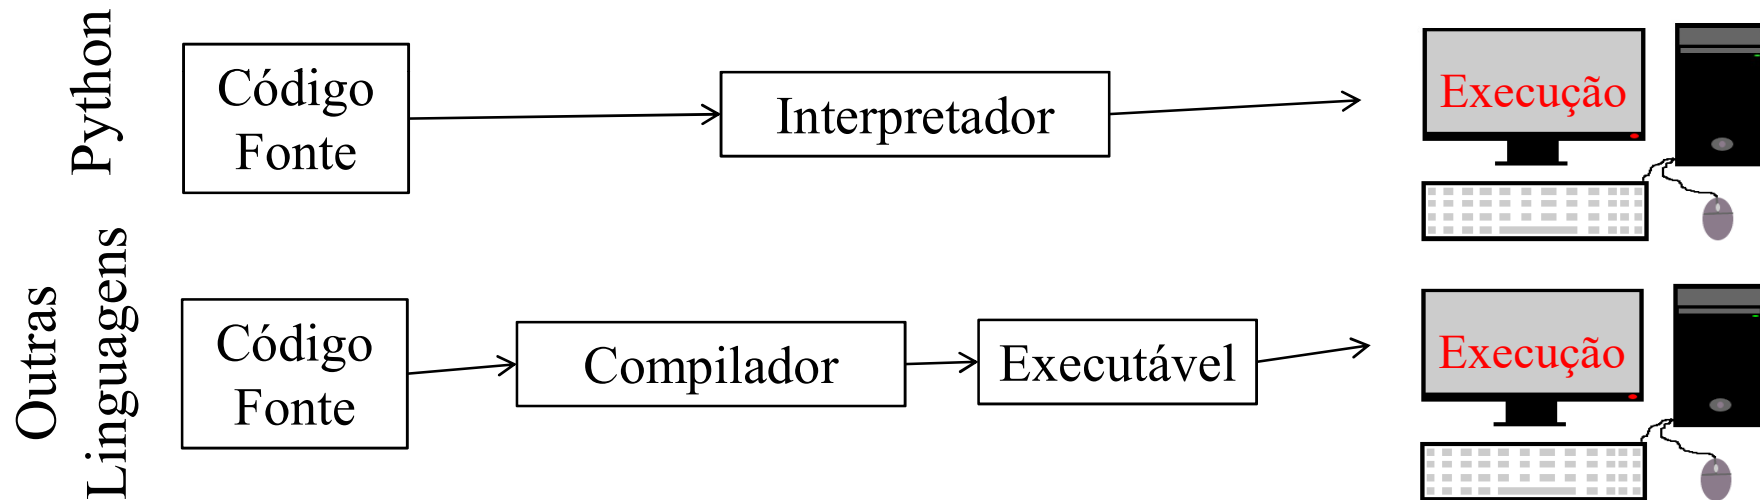 Python
Código
Fonte
Interpretador
Execução
Outras
Linguagens
Código
Fonte
Compilador
Executável
Execução